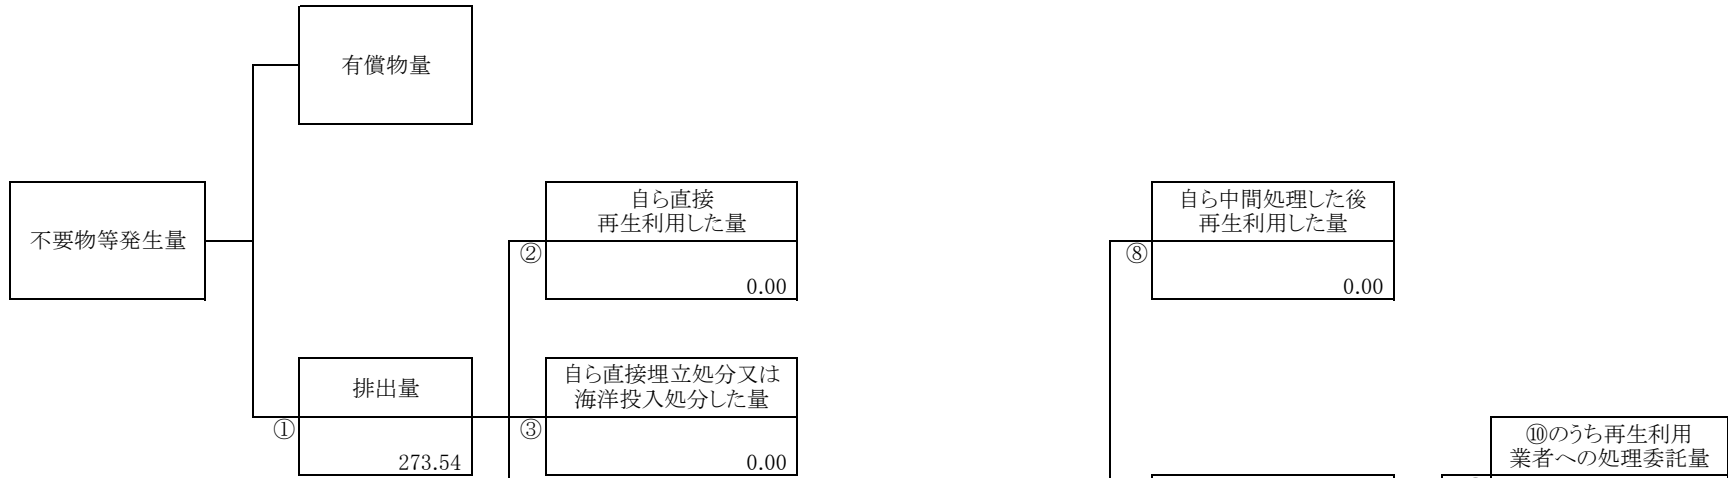 有償物量
不要物等発生量
自ら直接
再生利用した量
②
0.00
自ら中間処理した後
再生利用した量
⑧
0.00
排出量
①
273.54
自ら直接埋立処分又は
海洋投入処分した量
③
0.00
⑩のうち再生利用
業者への処理委託量